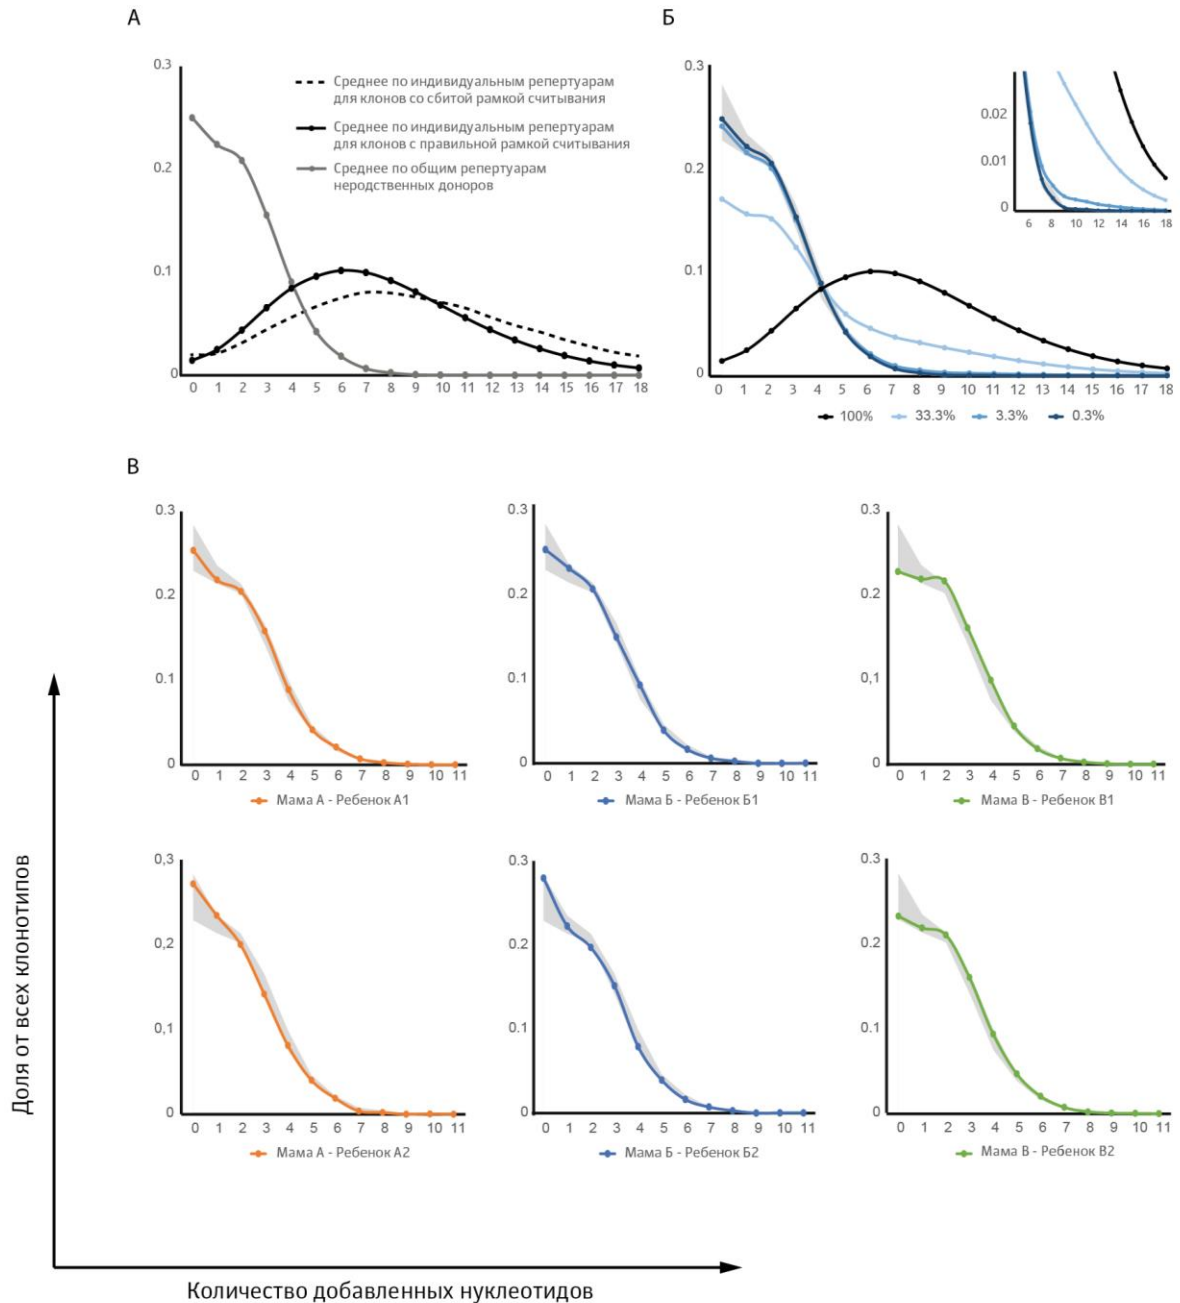 А
0.3
0.2
0.1
0
Среднее по индивидуальным репертуарам
для клонов со сбитой рамкой считывания
Среднее по индивидуальным репертуарам
для клонов с правильной рамкой считывания
Среднее по общим репертуарам
неродственных доноров
0 1 2 3 4 5 6 7 8 9 10 11 12 13 14 15 16 17 18
Б
0.3
0.2
0.1
0
0 1 2 3 4 5 6 7 8 9 10 11 12 13 14 15 16 17 18
0.02
0.01
0
6 8 10 12 14 16 18
100% 33.3% 3.3% 0.3%
В
0.3
0.2
0.1
0
0 1 2 3 4 5 6 7 8 9 10 11
Мама А - Ребенок А1
0.3
0.2
0.1
0
0 1 2 3 4 5 6 7 8 9 10 11
Мама Б - Ребенок Б1
0.3
0.2
0,1
0
0 1 2 3 4 5 6 7 8 9 10 11
Мама В - Ребенок В1
0,3
0,2
0,1
0
0 1 2 3 4 5 6 7 8 9 10 11
Мама А - Ребенок А2
0.3
0.2
0.1
0
0 1 2 3 4 5 6 7 8 9 10 11
Мама Б - Ребенок Б2
0.3
0.2
0.1
0
0 1 2 3 4 5 6 7 8 9 10 11
Мама В - Ребенок В2
Доля от всех клонотипов
Количество добавленных нуклеотидов